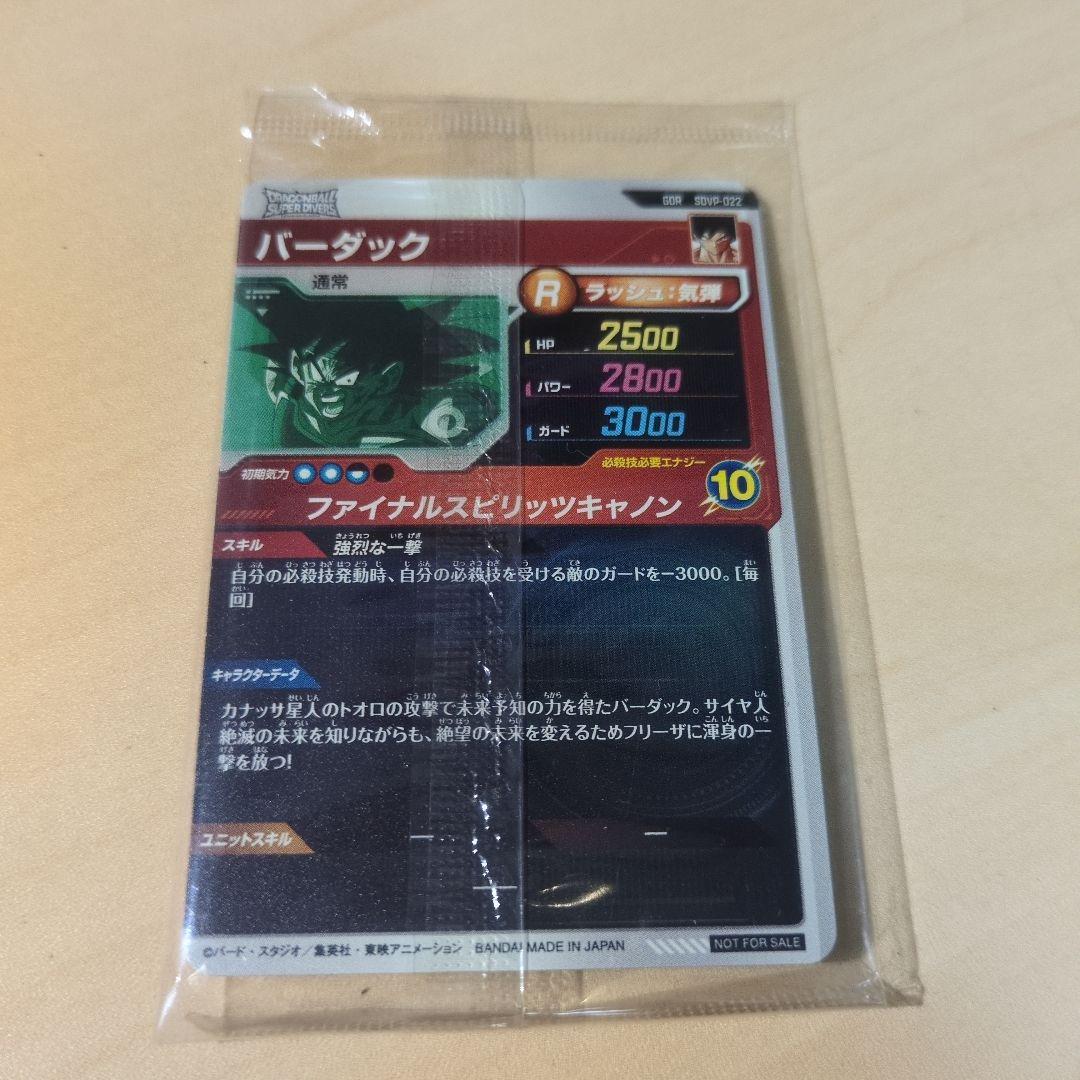 DRAGONBALL
SUPER DIVERS
GDR SDVP-022
バーダック
通常
R ラッシュ:気弾
HP 2500
パワー 2800
ガード 3000
必殺技必要エナジー
初期気力
10
ファイナルスピリッツキャノン
スキル 強烈な一撃
自分の必殺技発動時、自分の必殺技を受ける敵のガードを-3000。[毎
回]
キャラクターデータ
カナッサ星人のトオロの攻撃で未来予知の力を得たバーダック。サイヤ人
絶滅の未来を知りながらも、絶望の未来を変えるためフリーザに渾身の一
撃を放つ!
ユニットスキル
©バード・スタジオ/集英社・東映アニメーション BANDAI MADE IN JAPAN
NOT FOR SALE